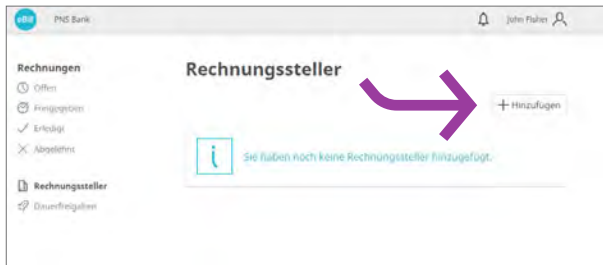 eBill PNS Bank John Fisher
Rechnungen
Offen
Freigegeben
Erledigt
Abgelehnt
Rechnungssteller
Dauerfreigaben
Rechnungssteller
+ Hinzufügen
i Sie haben noch keine Rechnungssteller hinzugefügt.